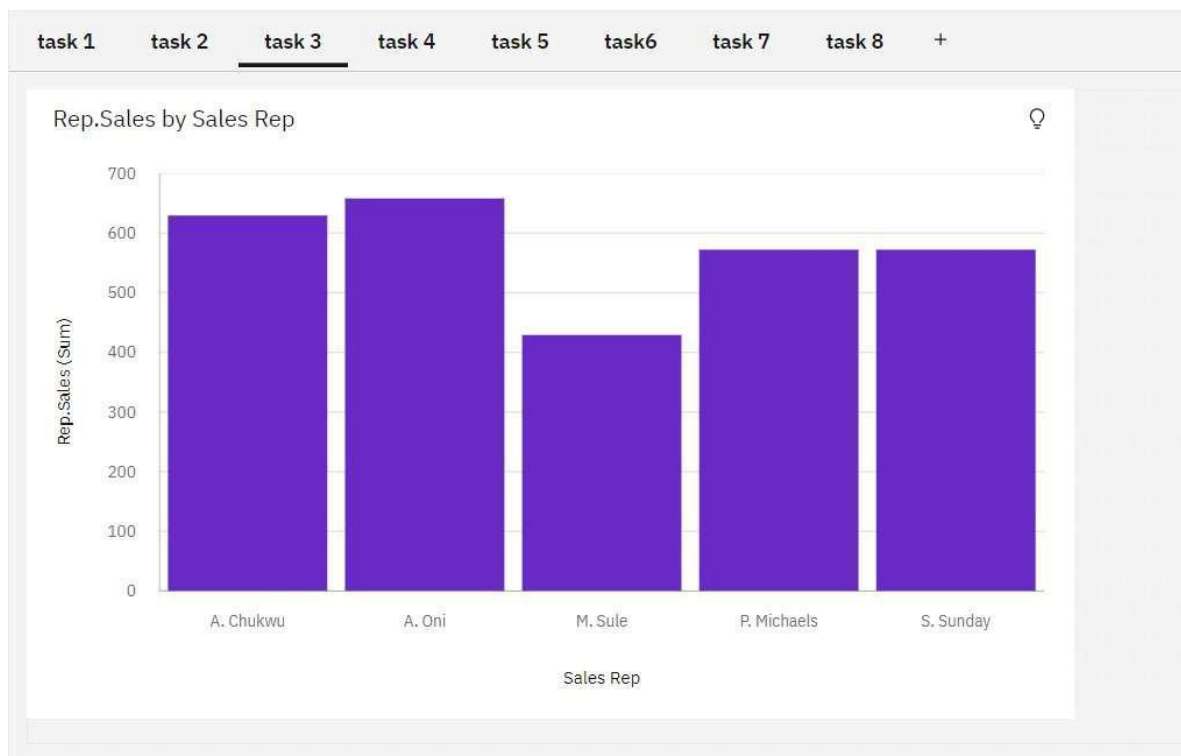 task 1 task 2 task 3 task 4 task 5 task6 task 7 task 8 +
Rep.Sales by Sales Rep
700
600
500
400
300
200
100
0
Rep.Sales (Sum)
A. Chukwu A. Oni M. Sule P. Michaels S. Sunday
Sales Rep